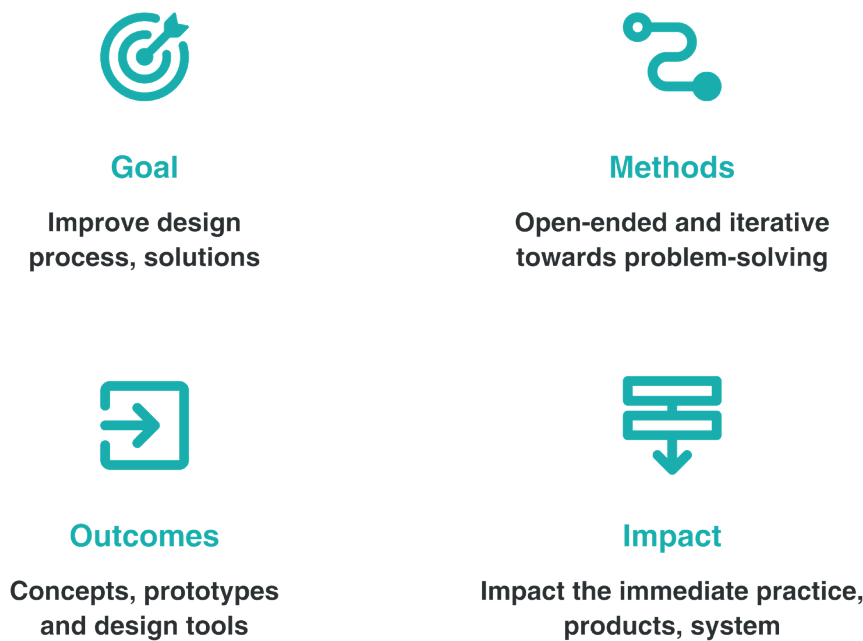 Goal
Improve design
process, solutions
Methods
Open-ended and iterative
towards problem-solving
Outcomes
Concepts, prototypes
and design tools
Impact
Impact the immediate practice,
products, system